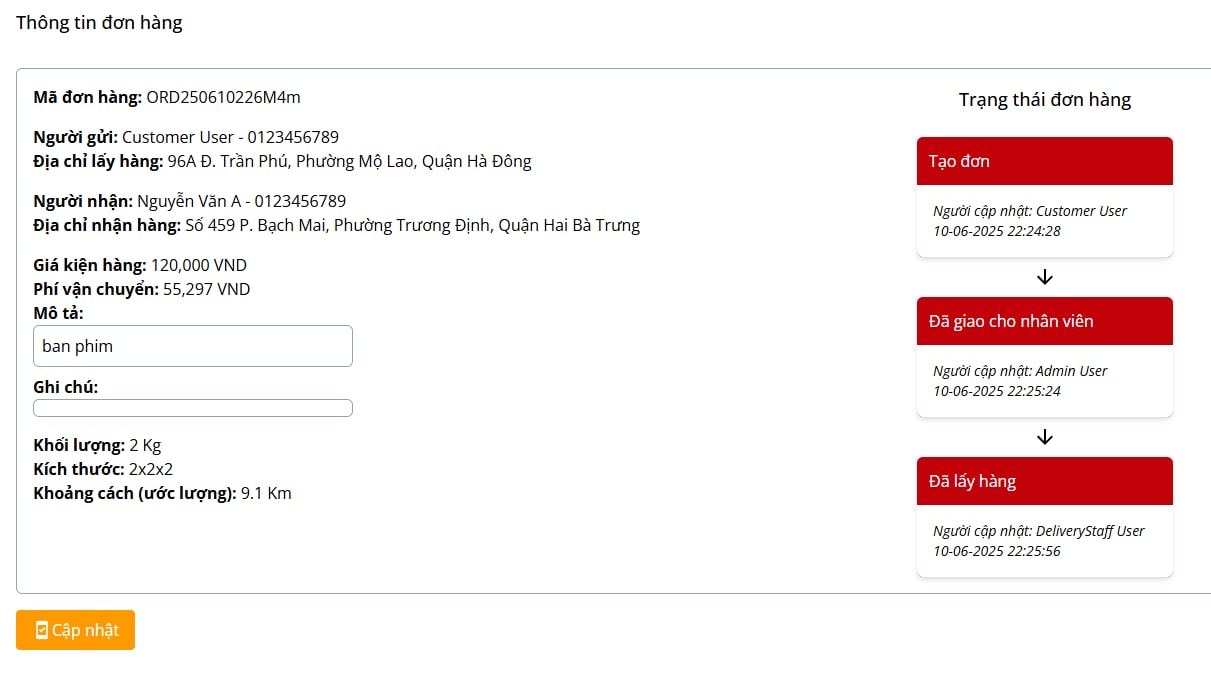 Thông tin đơn hàng
Mã đơn hàng: ORD250610226M4m
Người gửi: Customer User - 0123456789
Địa chỉ lấy hàng: 96A Đ. Trần Phú, Phường Mộ Lao, Quận Hà Đông
Người nhận: Nguyễn Văn A - 0123456789
Địa chỉ nhận hàng: Số 459 P. Bạch Mai, Phường Trương Định, Quận Hai Bà Trưng
Giá kiện hàng: 120,000 VND
Phí vận chuyển: 55,297 VND
Mô tả:
ban phim
Ghi chú:
Khối lượng: 2 Kg
Kích thước: 2x2x2
Khoảng cách (ước lượng): 9.1 Km
Trạng thái đơn hàng
Tạo đơn
Người cập nhật: Customer User
10-06-2025 22:24:28
Đã giao cho nhân viên
Người cập nhật: Admin User
10-06-2025 22:25:24
Đã lấy hàng
Người cập nhật: DeliveryStaff User
10-06-2025 22:25:56
Cập nhật